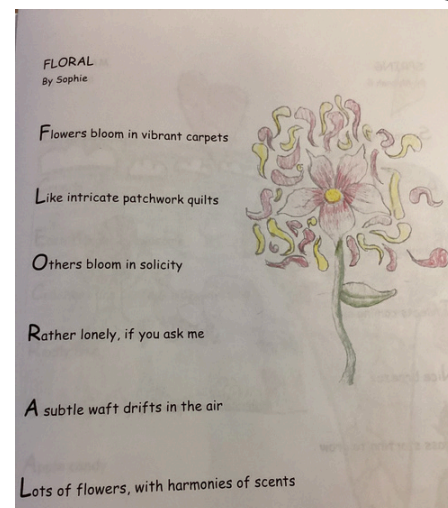 FLORAL
By Sophie
Flowers bloom in vibrant carpets
Like intricate patchwork quilts
Others bloom in solicity
Rather lonely, if you ask me
A subtle waft drifts in the air
Lots of flowers, with harmonies of scents